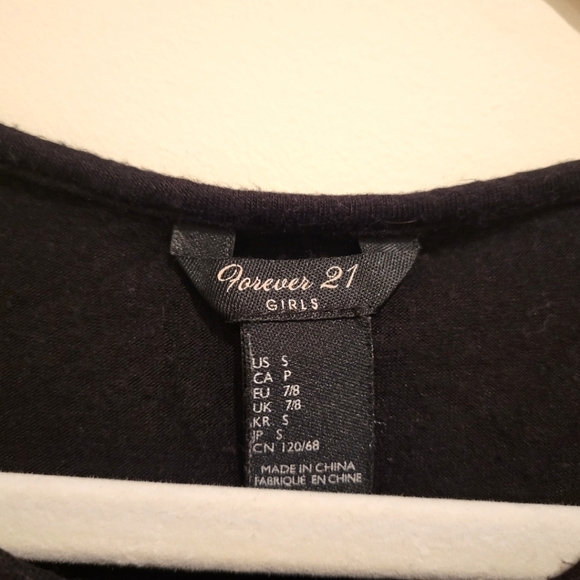 Forever 21
GIRLS
US S
CA P
EU 7/8
UK 7/8
KR S
JP S
CN 120/68
MADE IN CHINA
FABRIQUÉ EN CHINE